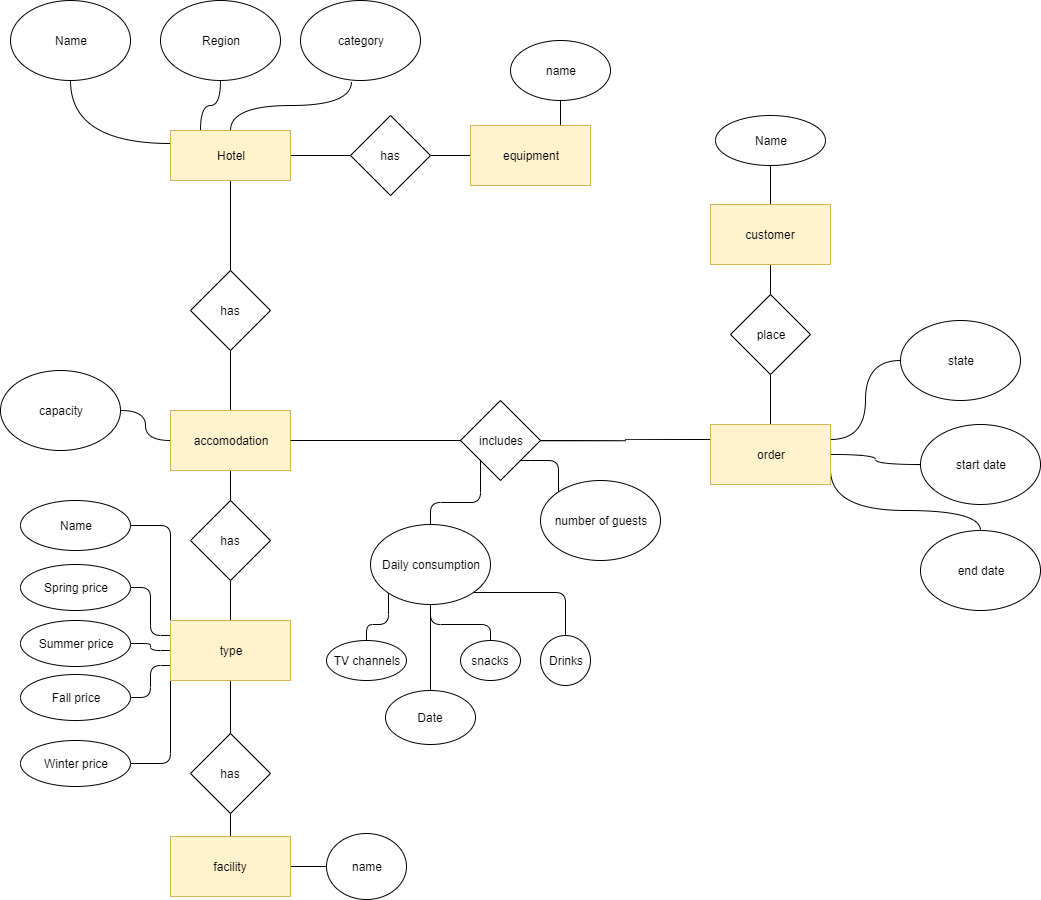 Name
Region
category
name
Hotel
has
equipment
Name
customer
has
place
state
capacity
accomodation
includes
order
start date
Name
has
number of guests
Daily consumption
end date
Spring price
Summer price
type
TV channels
snacks
Drinks
Fall price
Date
Winter price
has
facility
name